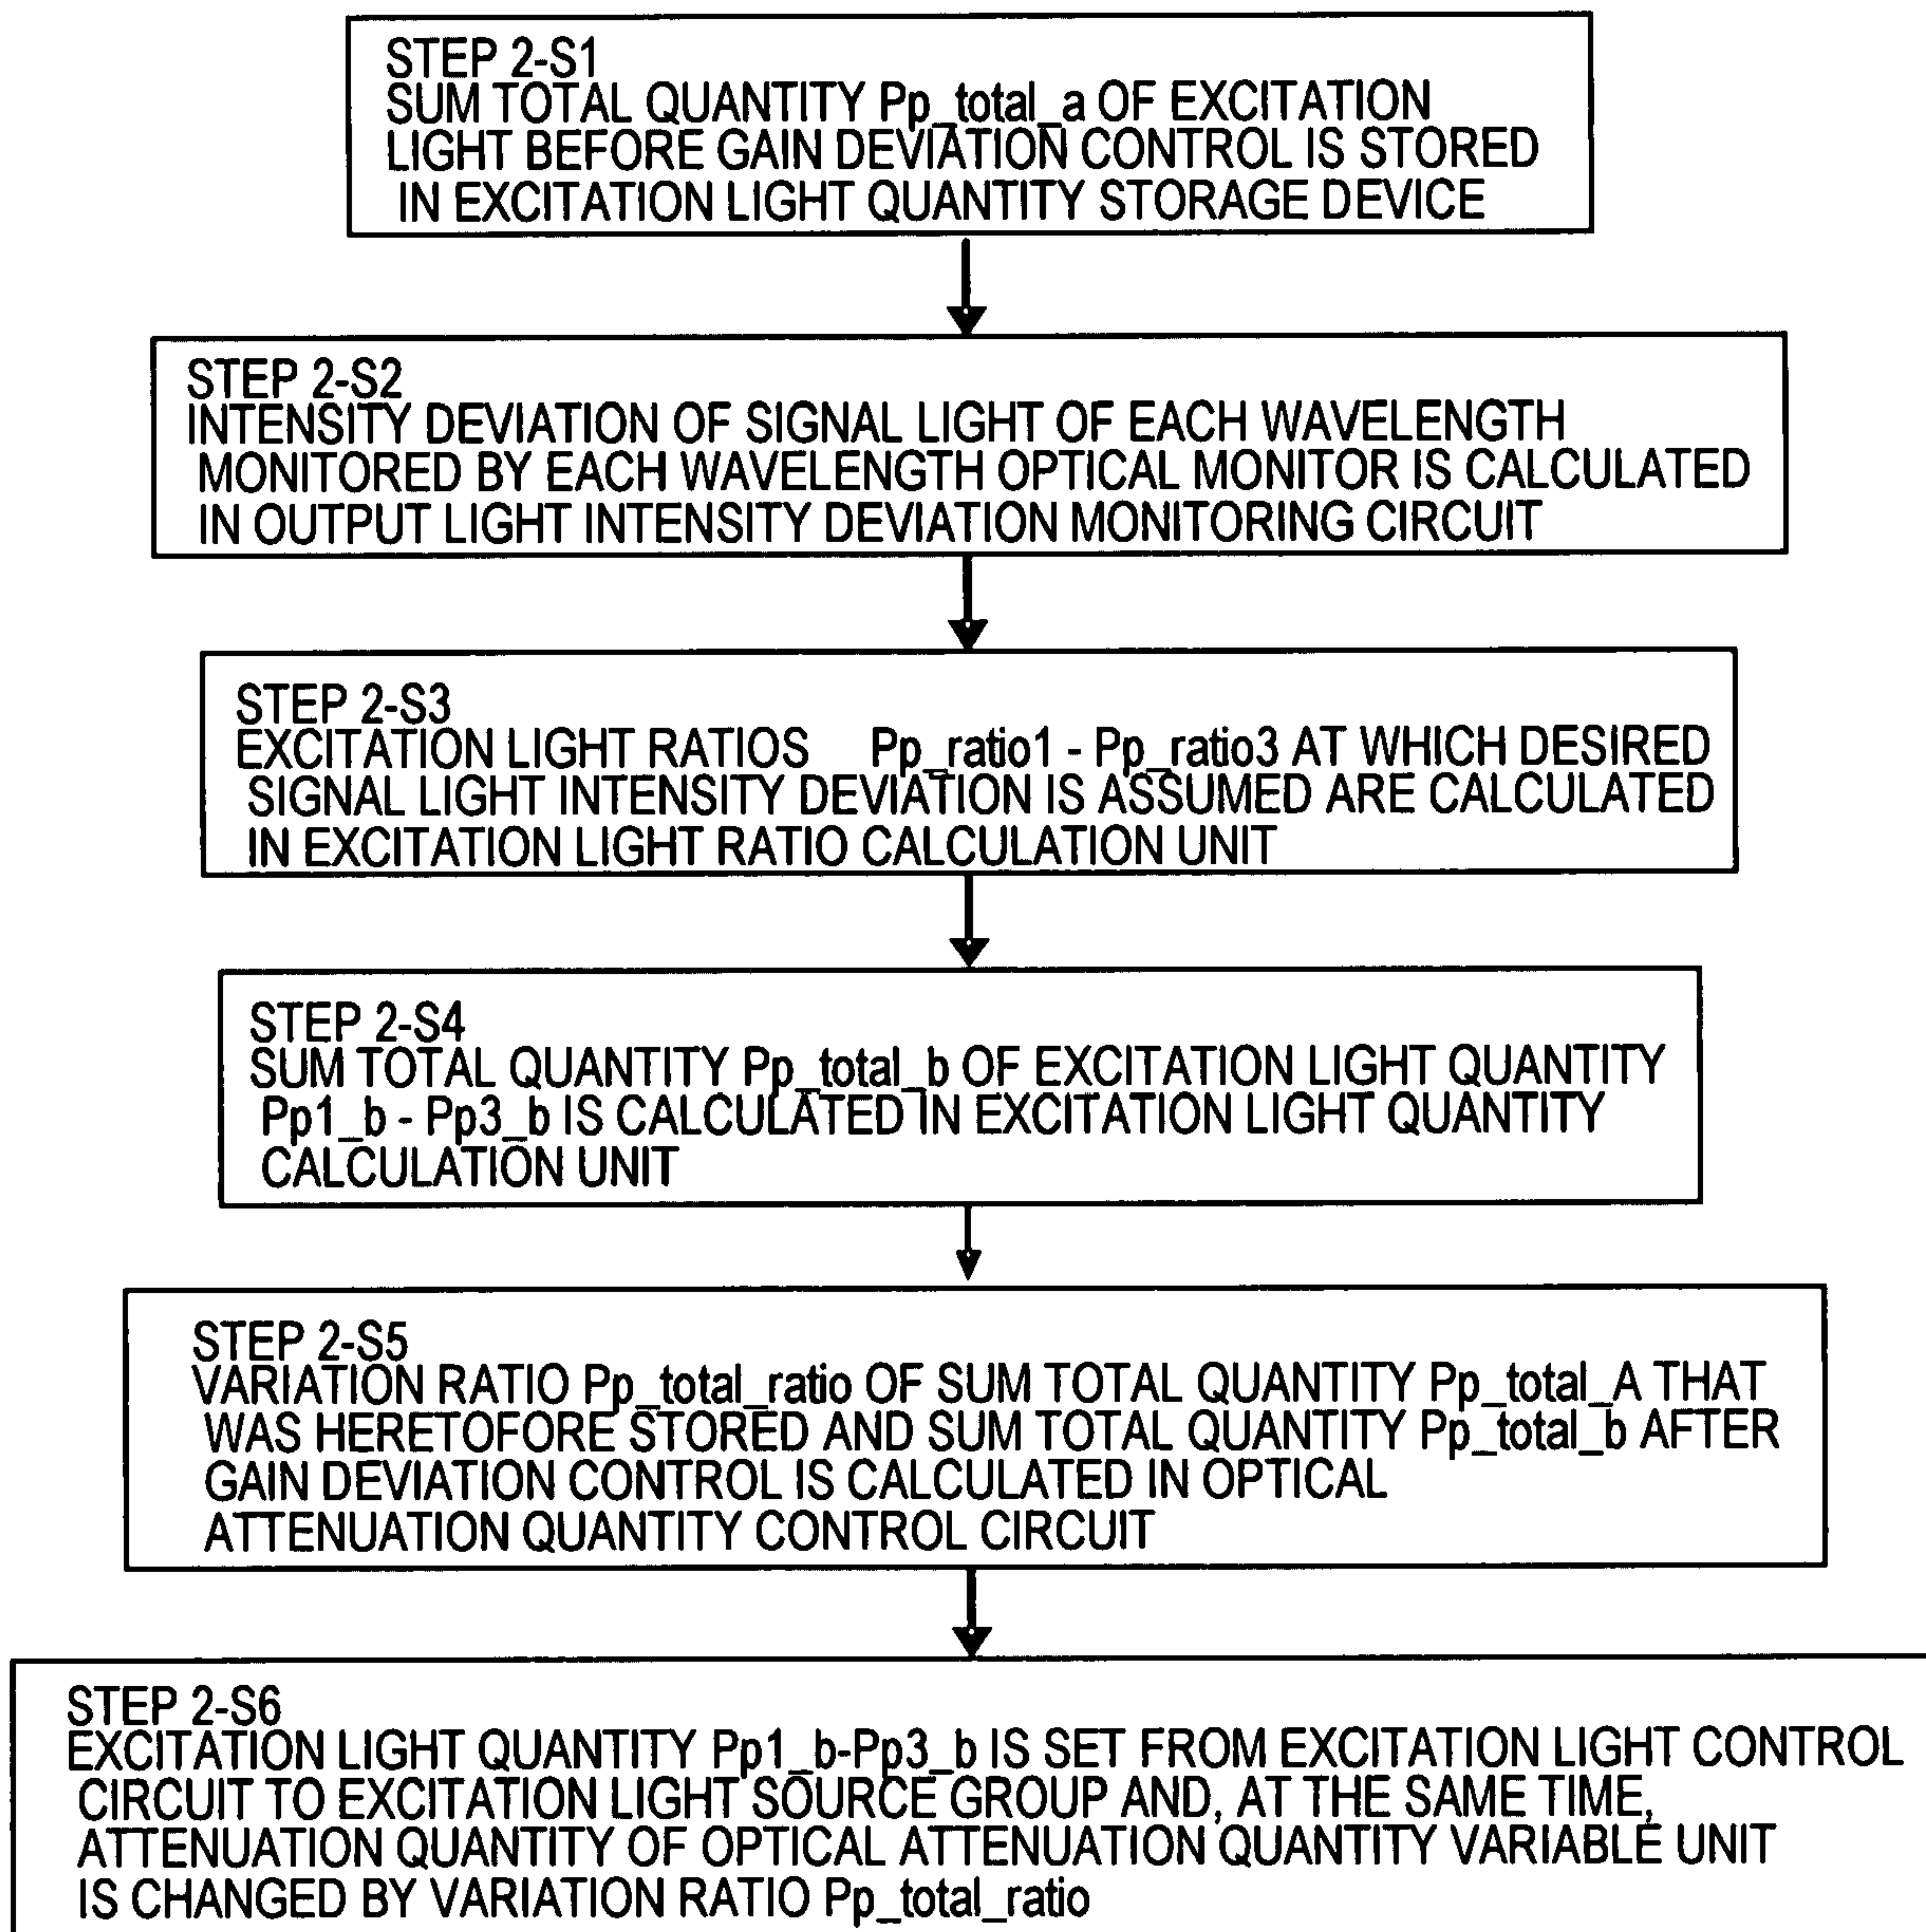 STEP 2-S1
SUM TOTAL QUANTITY Pp_total_a OF EXCITATION
LIGHT BEFORE GAIN DEVIATION CONTROL IS STORED
IN EXCITATION LIGHT QUANTITY STORAGE DEVICE
STEP 2-S2
INTENSITY DEVIATION OF SIGNAL LIGHT OF EACH WAVELENGTH
MONITORED BY EACH WAVELENGTH OPTICAL MONITOR IS CALCULATED
IN OUTPUT LIGHT INTENSITY DEVIATION MONITORING CIRCUIT
STEP 2-S3
EXCITATION LIGHT RATIOS Pp_ratio1 - Pp_ratio3 AT WHICH DESIRED
SIGNAL LIGHT INTENSITY DEVIATION IS ASSUMED ARE CALCULATED
IN EXCITATION LIGHT RATIO CALCULATION UNIT
STEP 2-S4
SUM TOTAL QUANTITY Pp_total_b OF EXCITATION LIGHT QUANTITY
Pp1_b - Pp3_b IS CALCULATED IN EXCITATION LIGHT QUANTITY
CALCULATION UNIT
STEP 2-S5
VARIATION RATIO Pp_total_ratio OF SUM TOTAL QUANTITY Pp_total_A THAT
WAS HERETOFORE STORED AND SUM TOTAL QUANTITY Pp_total_b AFTER
GAIN DEVIATION CONTROL IS CALCULATED IN OPTICAL
ATTENUATION QUANTITY CONTROL CIRCUIT
STEP 2-S6
EXCITATION LIGHT QUANTITY Pp1_b-Pp3_b IS SET FROM EXCITATION LIGHT CONTROL
CIRCUIT TO EXCITATION LIGHT SOURCE GROUP AND, AT THE SAME TIME,
ATTENUATION QUANTITY OF OPTICAL ATTENUATION QUANTITY VARIABLE UNIT
IS CHANGED BY VARIATION RATIO Pp_total_ratio